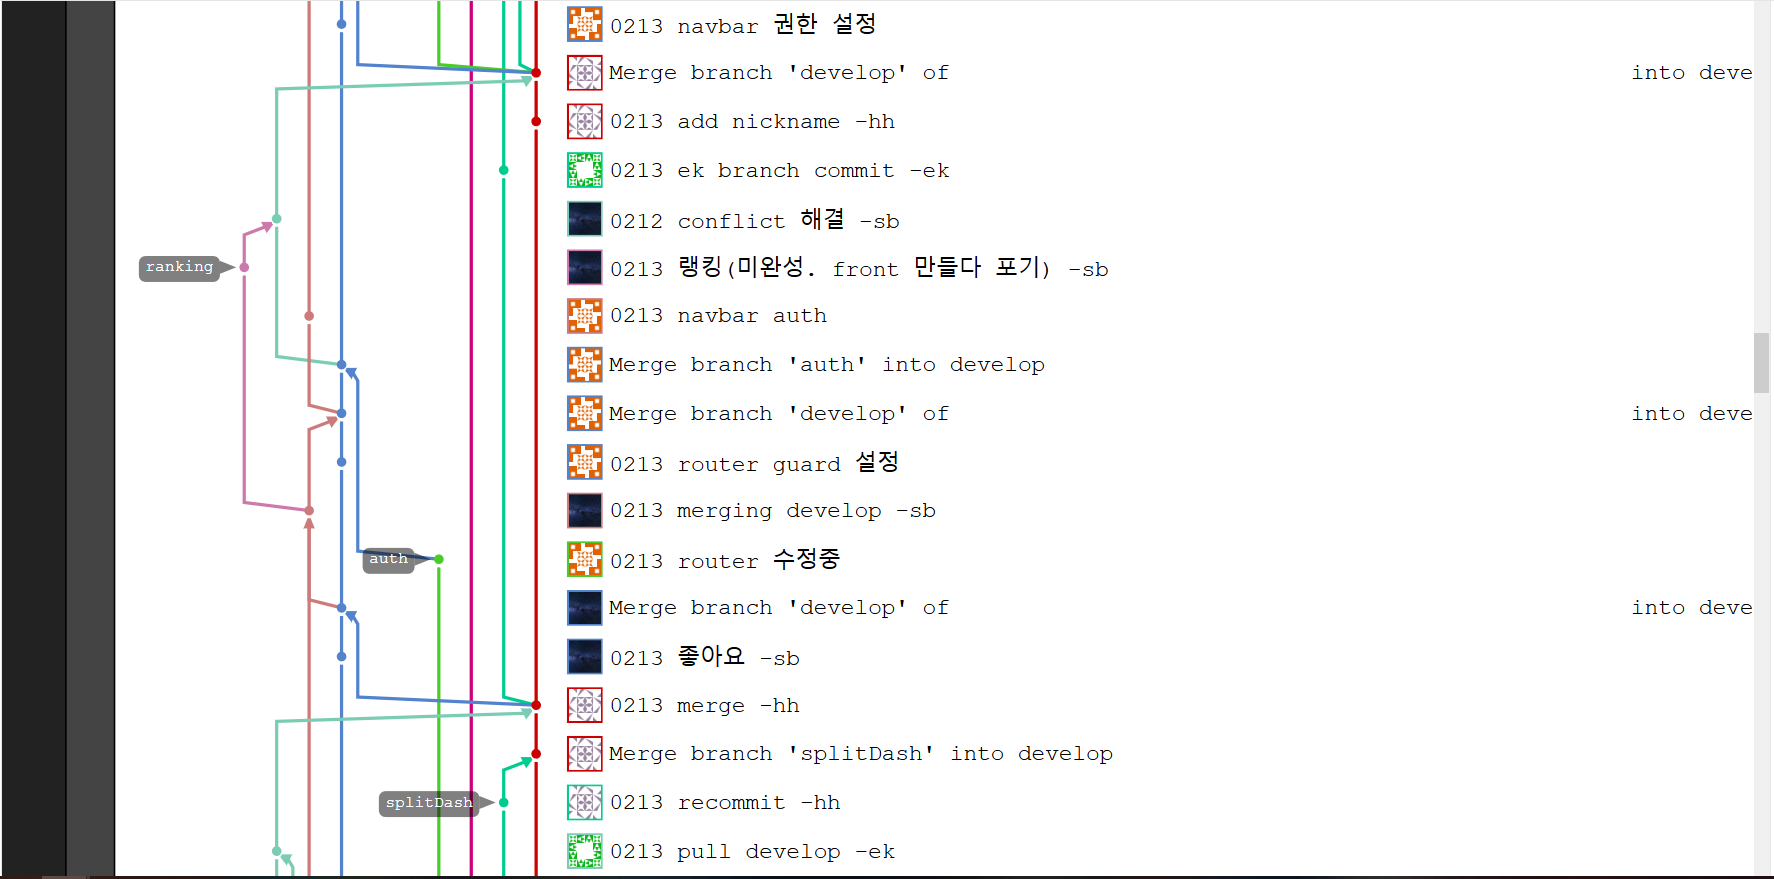 0213 navbar 권한 설정
Merge branch 'develop' of into deve
0213 add nickname -hh
0213 ek branch commit -ek
0212 conflict 해결 -sb
ranking
0213 랭킹(미완성. front 만들다 포기) -sb
0213 navbar auth
Merge branch 'auth' into develop
Merge branch 'develop' of into deve
0213 router guard 설정
0213 merging develop -sb
auth
0213 router 수정중
Merge branch 'develop' of into deve
0213 좋아요 -sb
0213 merge -hh
Merge branch 'splitDash' into develop
splitDash
0213 recommit -hh
0213 pull develop -ek